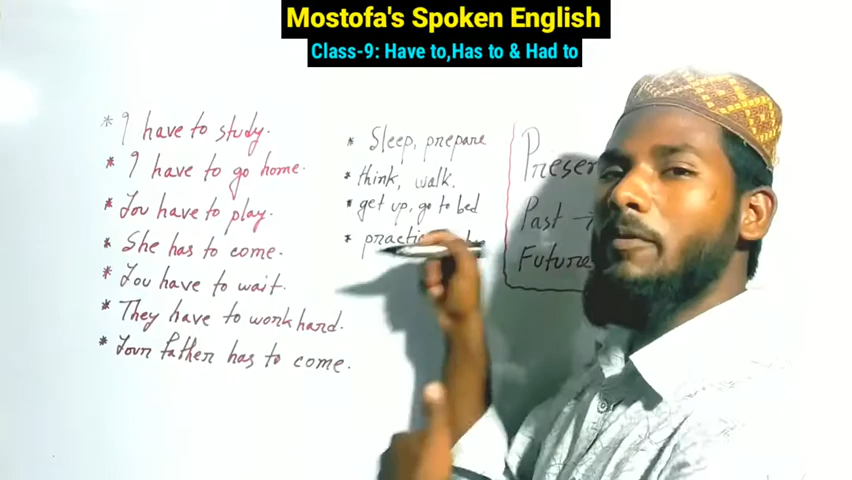 Mostofa's Spoken English
Class-9: Have to,Has to & Had to
* I have to study.
* I have to go home.
* You have to play.
* She has to come.
* You have to wait.
* They have to work hard.
* Your Father has to come.
* Sleep, prepare
* think, walk.
* get up, go to bed
*
Past →
Future